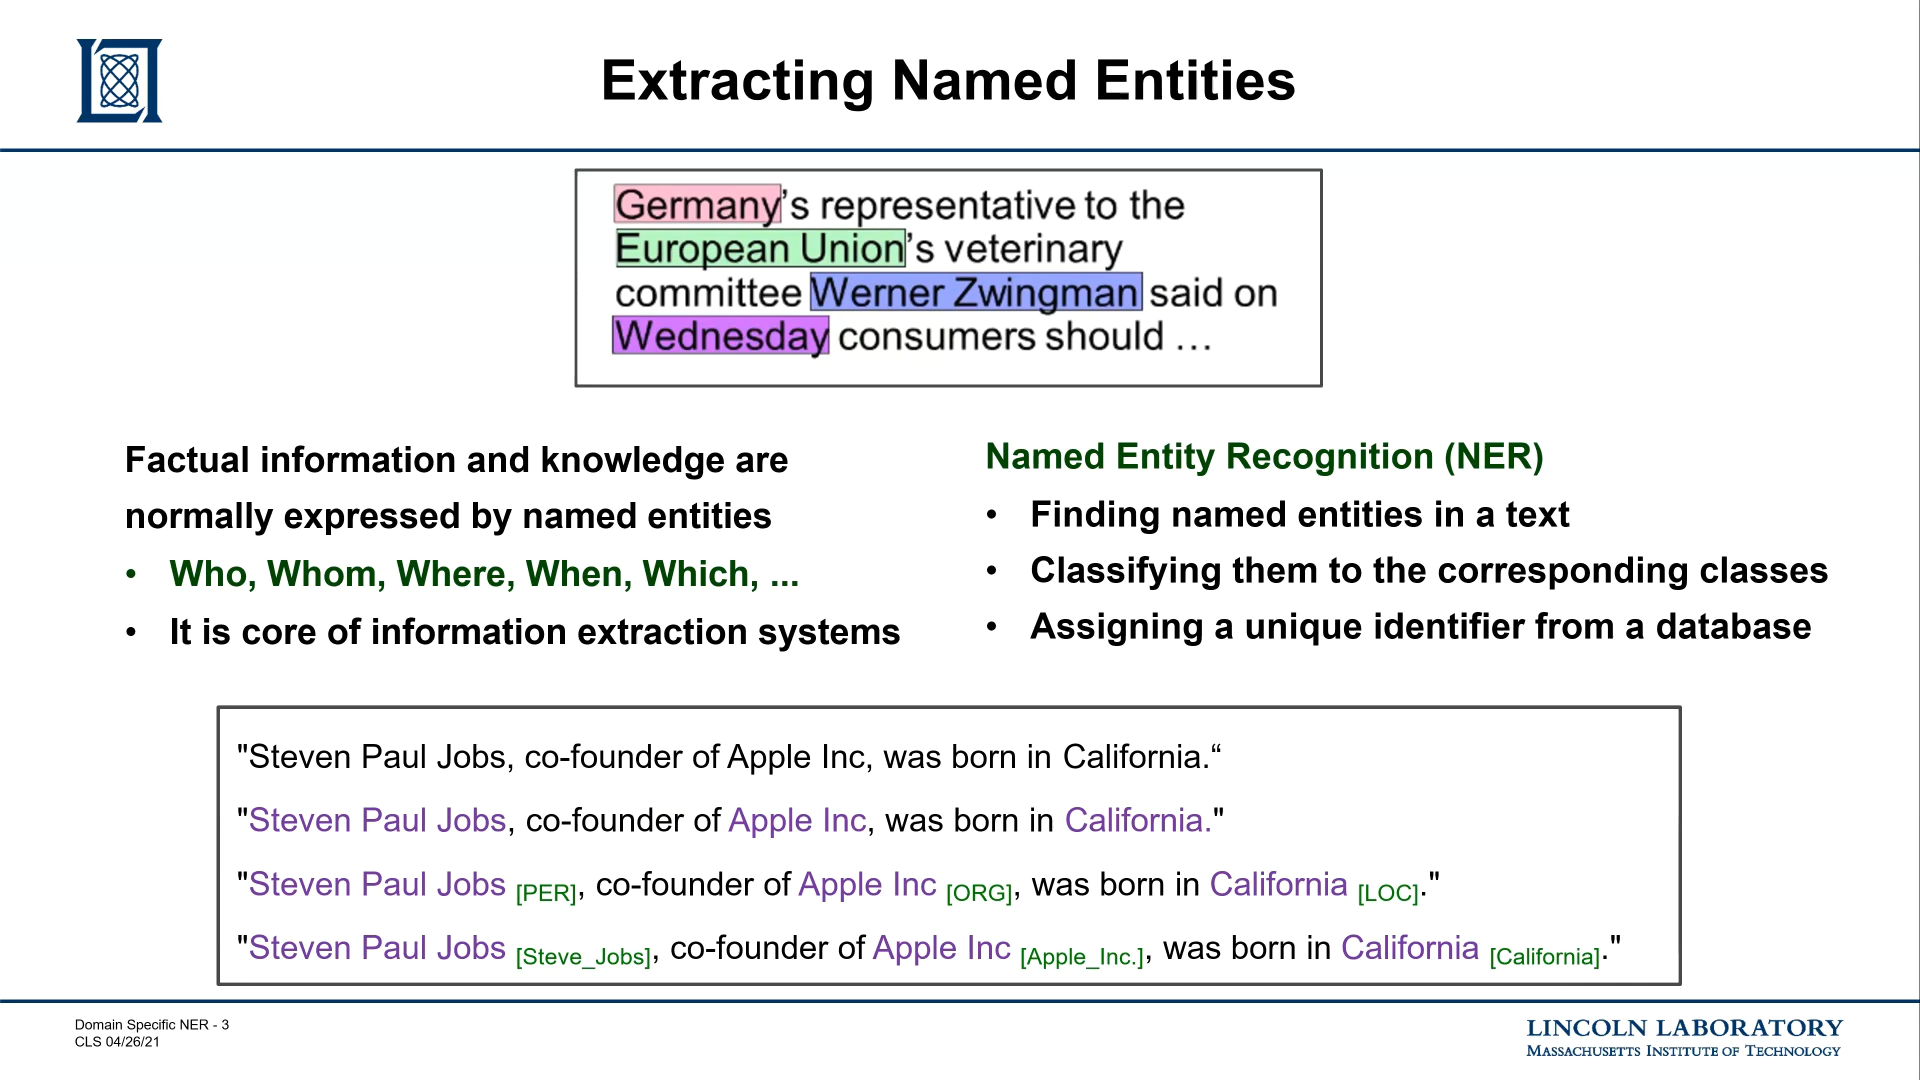 Extracting Named Entities
Germany’s representative to the
European Union’s veterinary
committee Werner Zwingman said on
Wednesday consumers should …
Factual information and knowledge are
normally expressed by named entities
• Who, Whom, Where, When, Which, ...
• It is core of information extraction systems
Named Entity Recognition (NER)
• Finding named entities in a text
• Classifying them to the corresponding classes
• Assigning a unique identifier from a database
"Steven Paul Jobs, co-founder of Apple Inc, was born in California.“
"Steven Paul Jobs, co-founder of Apple Inc, was born in California."
"Steven Paul Jobs [PER], co-founder of Apple Inc [ORG], was born in California [LOC]."
"Steven Paul Jobs [Steve_Jobs], co-founder of Apple Inc [Apple_Inc.], was born in California [California]."
Domain Specific NER - 3
CLS 04/26/21
LINCOLN LABORATORY
MASSACHUSETTS INSTITUTE OF TECHNOLOGY